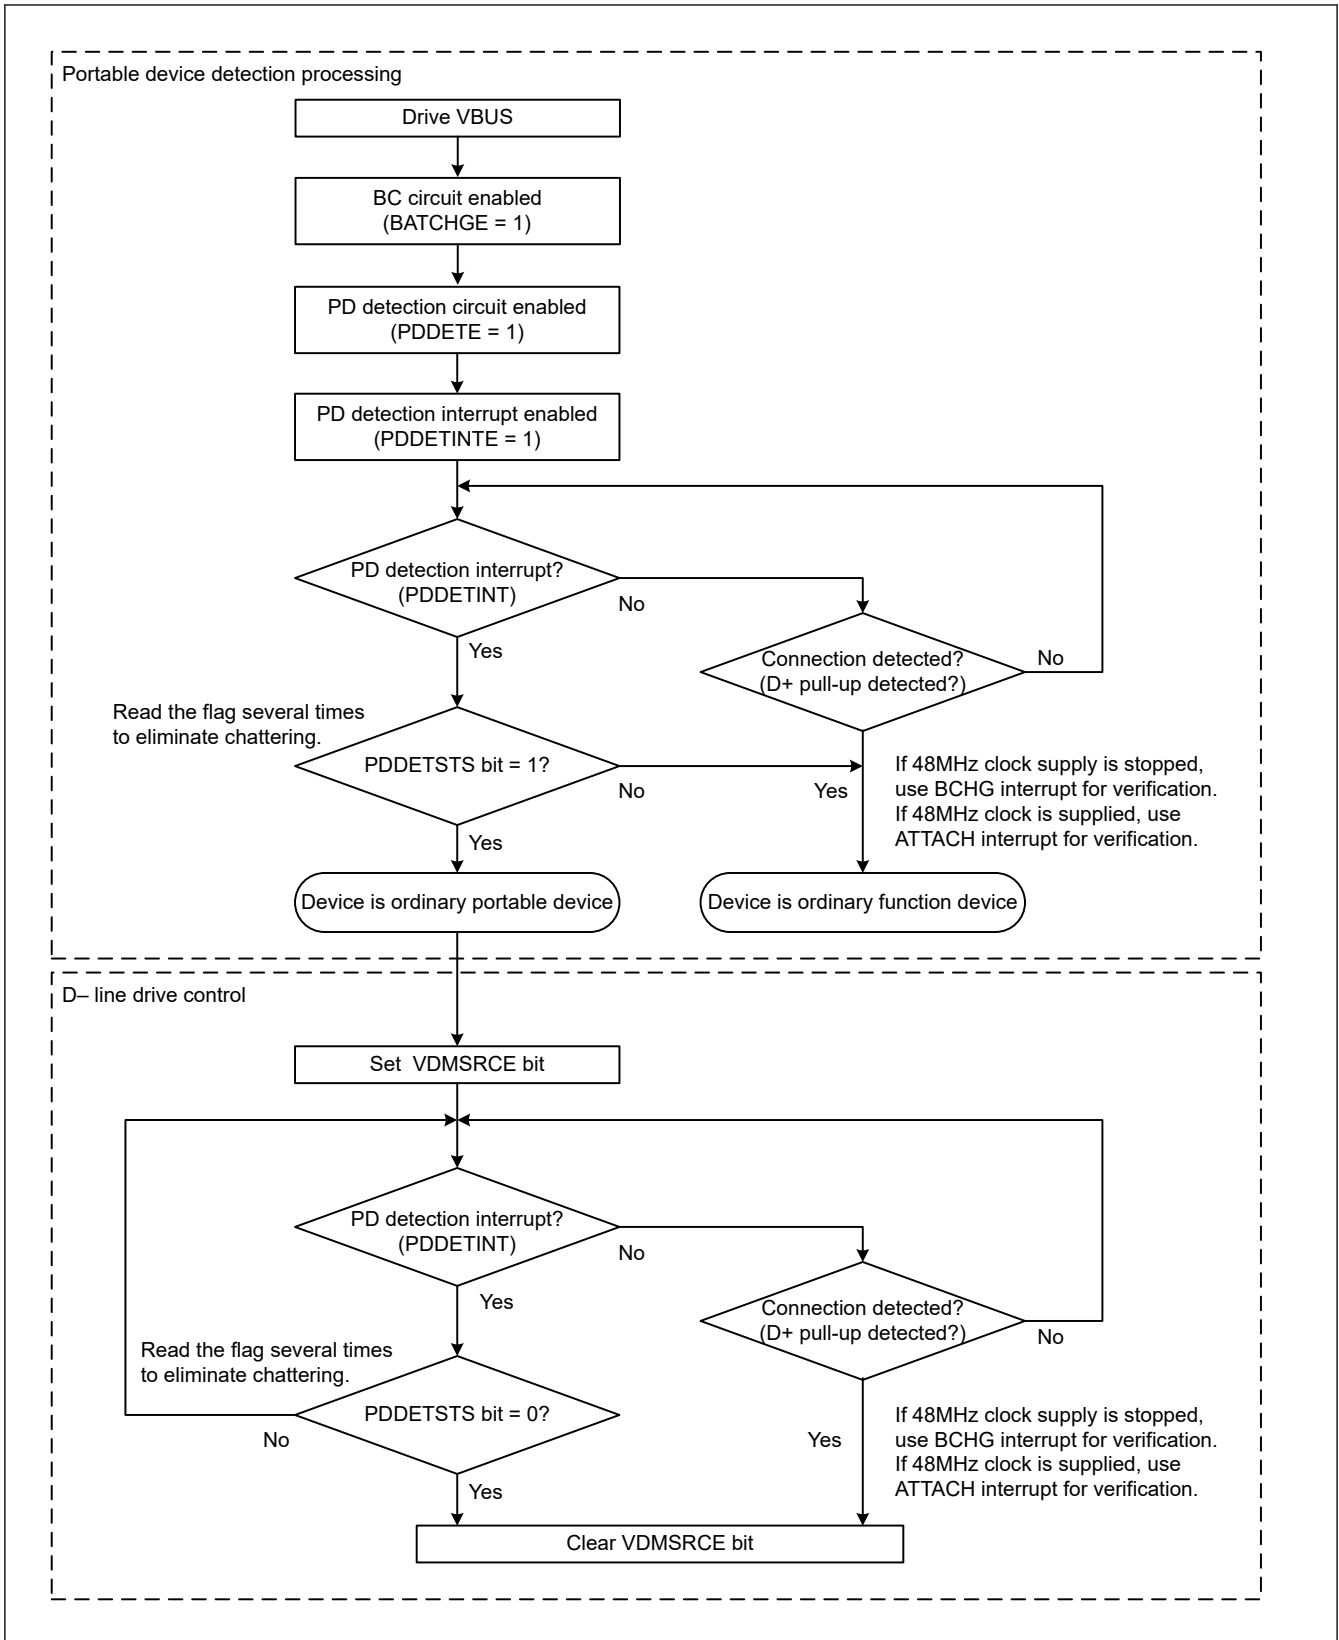 Portable device detection processing
Drive VBUS
BC circuit enabled
(BATCHGE = 1)
PD detection circuit enabled
(PDDETE = 1)
PD detection interrupt enabled
(PDDETINTE = 1)
PD detection interrupt?
(PDDETINT)
No
Yes
Connection detected?
(D+ pull-up detected?)
No
Read the flag several times
to eliminate chattering.
PDDETSTS bit = 1?
No
Yes
Yes
If 48MHz clock supply is stopped,
use BCHG interrupt for verification.
If 48MHz clock is supplied, use
ATTACH interrupt for verification.
Device is ordinary portable device
Device is ordinary function device
D– line drive control
Set  VDMSRCE bit
PD detection interrupt?
(PDDETINT)
No
Yes
Connection detected?
(D+ pull-up detected?)
No
Read the flag several times
to eliminate chattering.
PDDETSTS bit = 0?
No
Yes
Yes
If 48MHz clock supply is stopped,
use BCHG interrupt for verification.
If 48MHz clock is supplied, use
ATTACH interrupt for verification.
Clear VDMSRCE bit